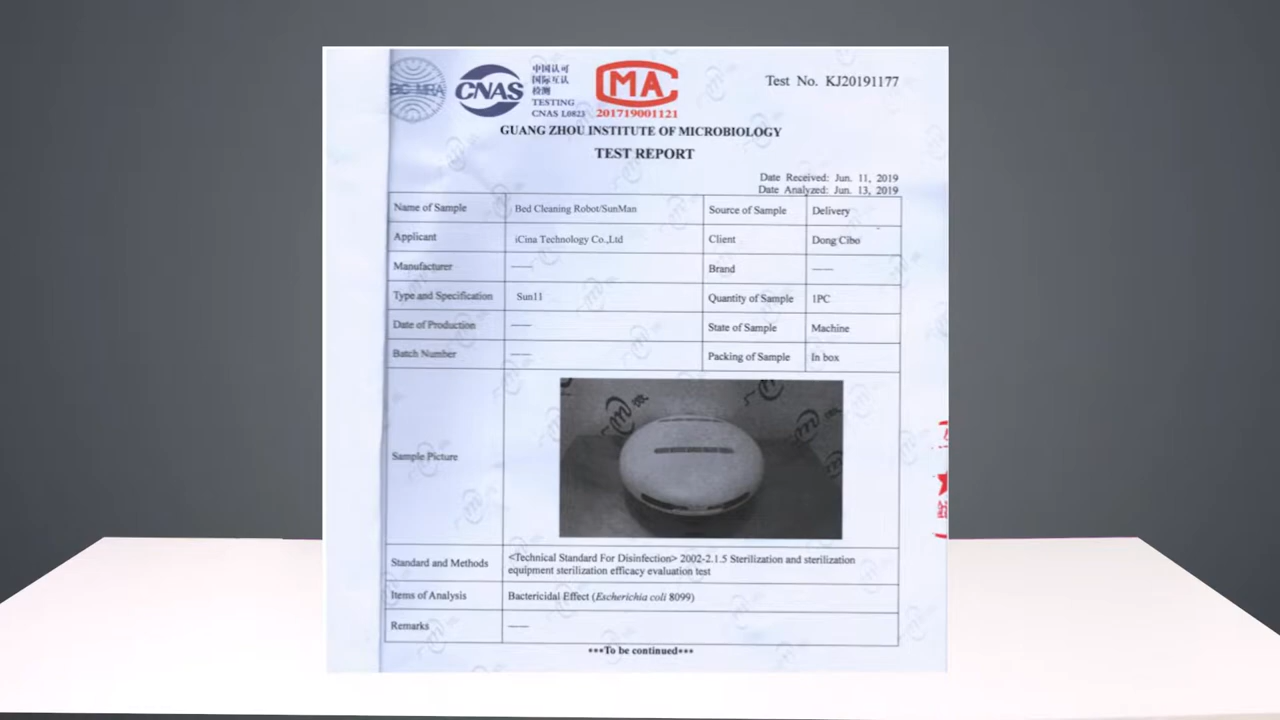 中国认可
国际互认
检测
TESTING
CNAS L0823
CNAS
MA
201719001121
Test No. KJ20191177
GUANG ZHOU INSTITUTE OF MICROBIOLOGY
TEST REPORT
Date Received: Jun. 11, 2019
Date Analyzed: Jun. 13, 2019
Name of Sample Bed Cleaning Robot/SunMan Source of Sample Delivery
Applicant iCina Technology Co.,Ltd Client Dong Cibo
Manufacturer —— Brand ——
Type and Specification Sun11 Quantity of Sample 1PC
Date of Production —— State of Sample Machine
Batch Number —— Packing of Sample In box
Sample Picture
Standard and Methods <Technical Standard For Disinfection> 2002-2.1.5 Sterilization and sterilization
equipment sterilization efficacy evaluation test
Items of Analysis Bactericidal Effect (Escherichia coli 8099)
Remarks ——
***To be continued***